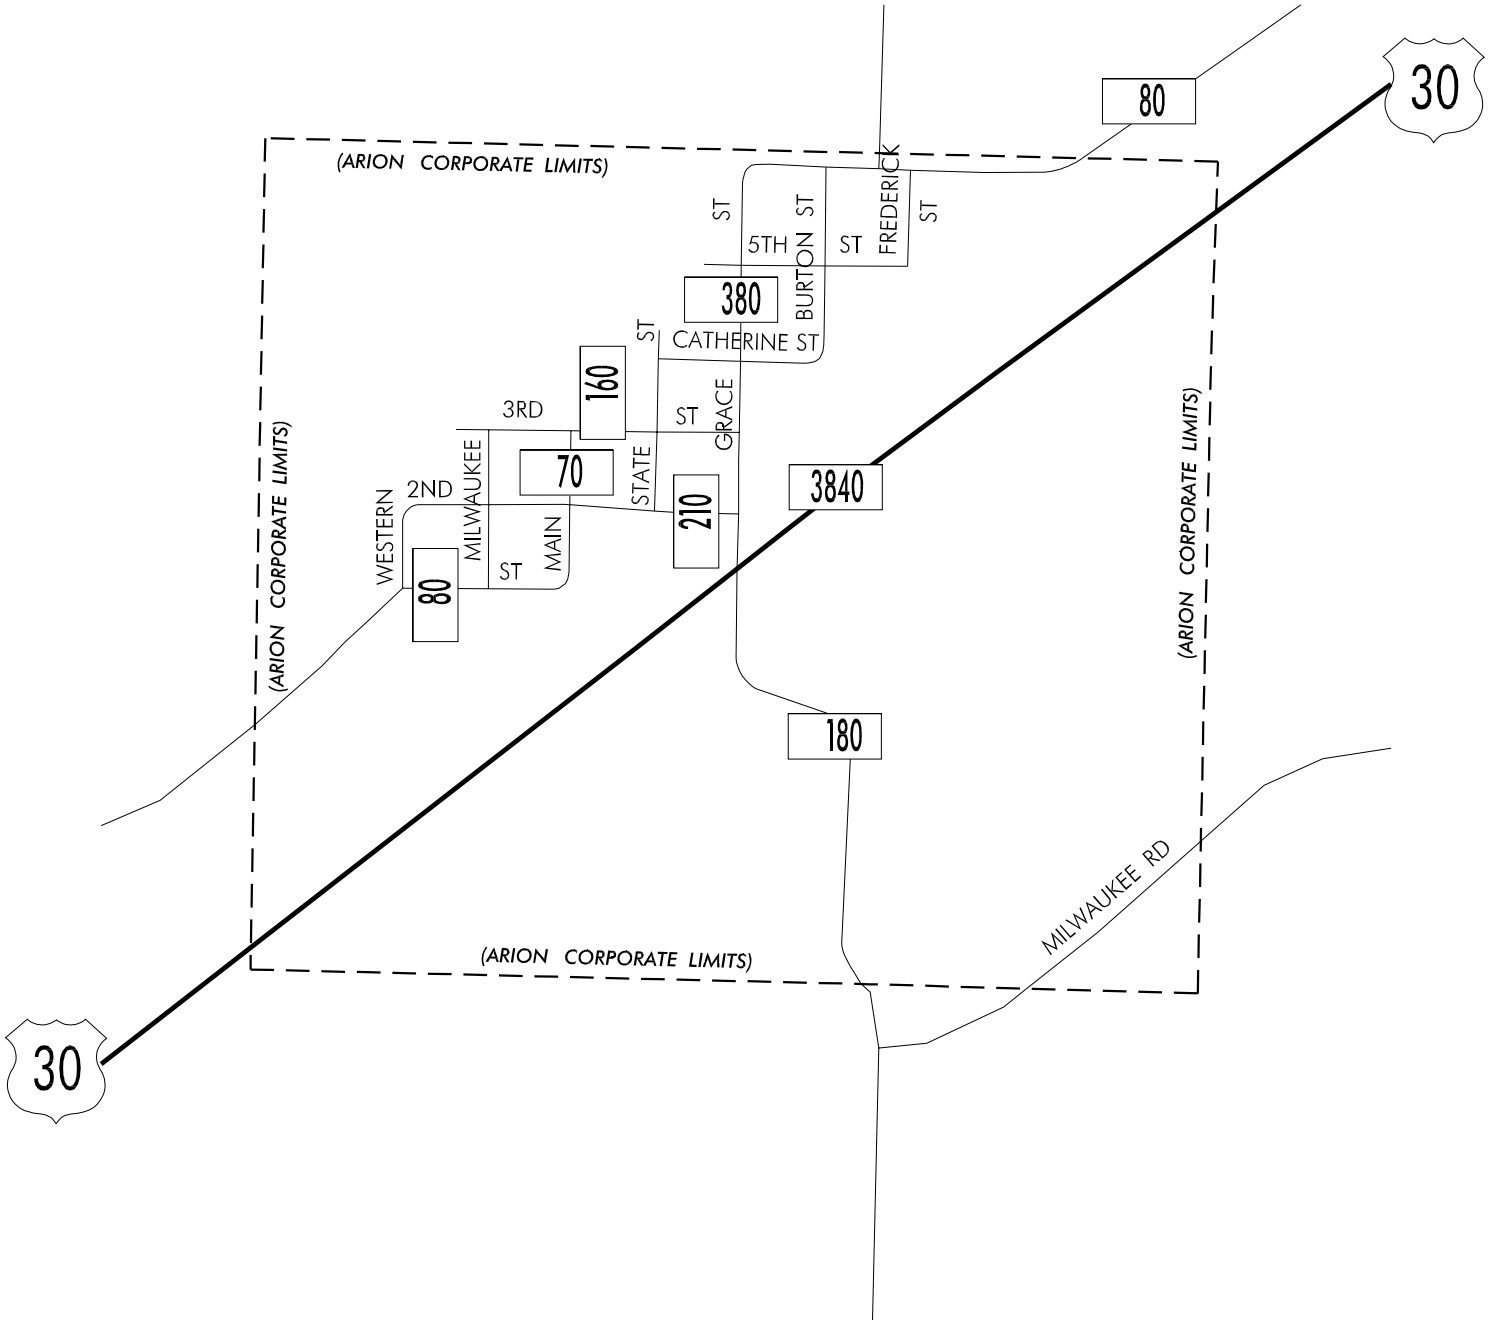 30
80
(ARION CORPORATE LIMITS)
FREDERICK ST
GRACE ST
BURTON ST
5TH ST
380
CATHERINE ST
STATE ST
160
3RD ST
(ARION CORPORATE LIMITS)
(ARION CORPORATE LIMITS)
MILWAUKEE
70
3840
2ND
210
WESTERN
MAIN
ST
80
180
MILWAUKEE RD
(ARION CORPORATE LIMITS)
30